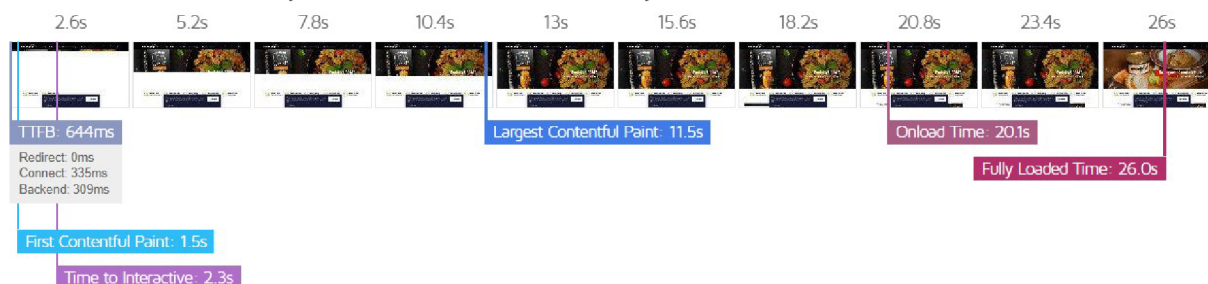 2.6s 5.2s 7.8s 10.4s 13s 15.6s 18.2s 20.8s 23.4s 26s
TTFB: 644ms
Redirect: 0ms
Connect: 335ms
Backend: 309ms
Largest Contentful Paint: 11.5s
Onload Time: 20.1s
Fully Loaded Time: 26.0s
First Contentful Paint: 1.5s
Time to Interactive: 2.3s